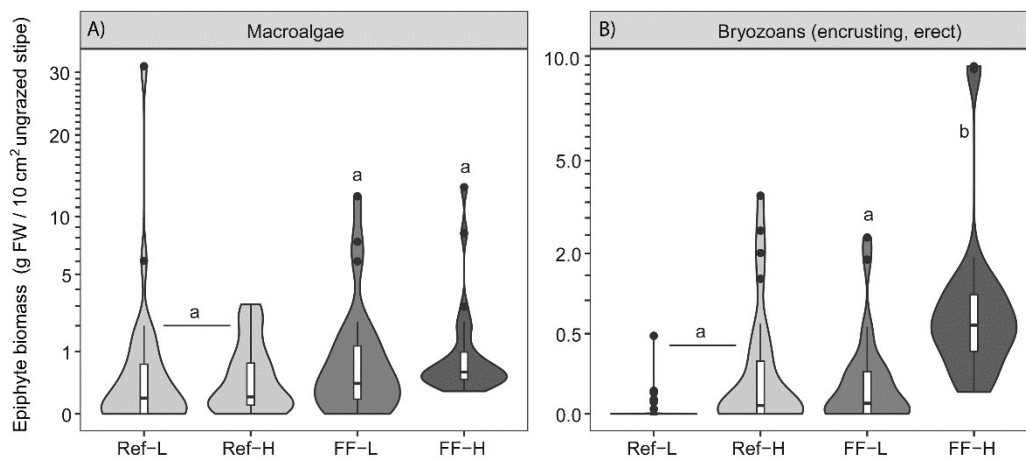 A) Macroalgae
B) Bryozoans (encrusting, erect)
Epiphyte biomass (g FW / 10 cm² ungrazed stipe)
30
20
10
5
1
0
a
a
a
Ref-L Ref-H FF-L FF-H
10.0
5.0
2.0
0.5
0.0
a
a
b
Ref-L Ref-H FF-L FF-H